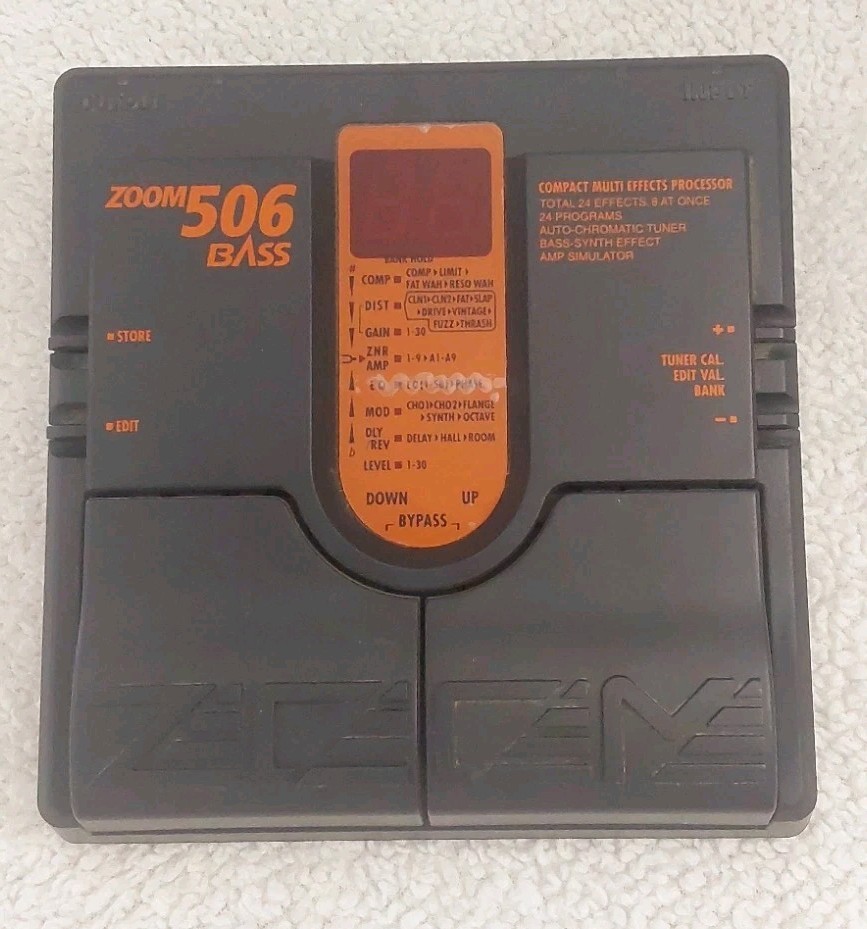 OUTPUT
INPUT
ZOOM 506
BASS
COMPACT MULTI EFFECTS PROCESSOR
TOTAL 24 EFFECTS. 8 AT ONCE
24 PROGRAMS
AUTO-CHROMATIC TUNER
BASS-SYNTH EFFECT
AMP SIMULATOR
STORE
EDIT
BANK HOLD
#
COMP COMP LIMIT
FAT WAH RESO WAH
DIST CLN1 CLN2 FAT SLAP
DRIVE VINTAGE
FUZZ THRASH
GAIN 1-30
ZNR
AMP 1-9 A1-A9
EQ
MOD CHO1 CHO2 FLANGE
SYNTH OCTAVE
DLY
/REV DELAY HALL ROOM
b
LEVEL 1-30
DOWN UP
BYPASS
+
TUNER CAL.
EDIT VAL.
BANK
-
ZOOM